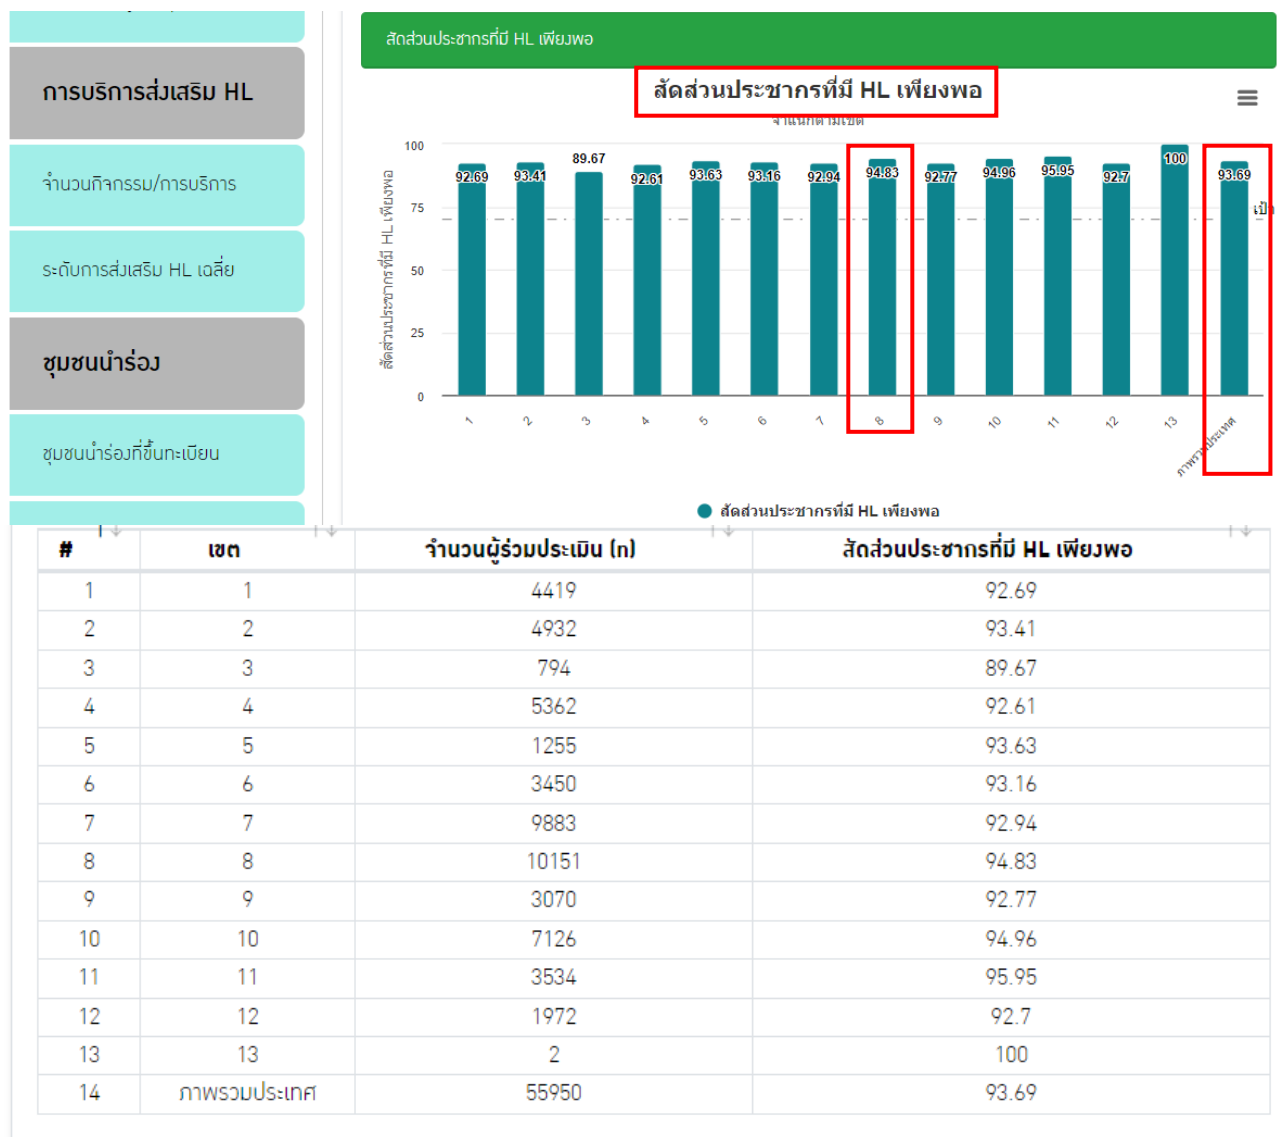 สัดส่วนประชากรที่มี HL เพียงพอ
การบริการส่งเสริม HL
จำนวนกิจกรรม/การบริการ
ระดับการส่งเสริม HL เฉลี่ย
ชุมชนนำร่อง
ชุมชนนำร่องที่ขึ้นทะเบียน
สัดส่วนประชากรที่มี HL เพียงพอ
จำแนกตามเขต
สัดส่วนประชากรที่มี HL เพียงพอ
100
75
50
25
0
92.69 93.41 89.67 92.61 93.63 93.16 92.94 94.83 92.77 94.96 95.95 92.7 100 93.69
เป้า
1 2 3 4 5 6 7 8 9 10 11 12 13 ภาพรวมประเทศ
สัดส่วนประชากรที่มี HL เพียงพอ
# เขต จำนวนผู้ร่วมประเมิน (n) สัดส่วนประชากรที่มี HL เพียงพอ
1 1 4419 92.69
2 2 4932 93.41
3 3 794 89.67
4 4 5362 92.61
5 5 1255 93.63
6 6 3450 93.16
7 7 9883 92.94
8 8 10151 94.83
9 9 3070 92.77
10 10 7126 94.96
11 11 3534 95.95
12 12 1972 92.7
13 13 2 100
14 ภาพรวมประเทศ 55950 93.69